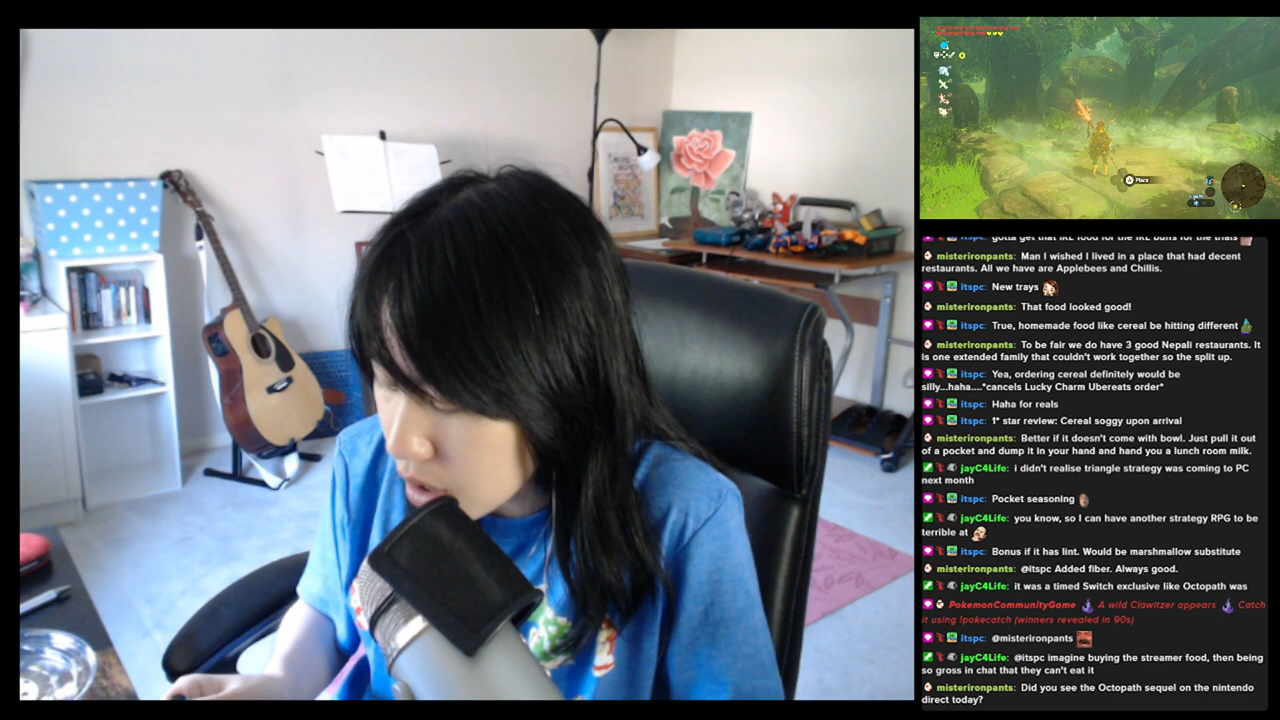 Place
itspc: gotta get that IRL food for the IRL buffs for the trials
misterironpants: Man I wished I lived in a place that had decent
restaurants. All we have are Applebees and Chillis.
itspc: New trays
misterironpants: That food looked good!
itspc: True, homemade food like cereal be hitting different
misterironpants: To be fair we do have 3 good Nepali restaurants. It
is one extended family that couldn't work together so the split up.
itspc: Yea, ordering cereal definitely would be
silly...haha....*cancels Lucky Charm Ubereats order*
itspc: Haha for reals
itspc: 1* star review: Cereal soggy upon arrival
misterironpants: Better if it doesn't come with bowl. Just pull it out
of a pocket and dump it in your hand and hand you a lunch room milk.
jayC4Life: i didn't realise triangle strategy was coming to PC
next month
itspc: Pocket seasoning
jayC4Life: you know, so I can have another strategy RPG to be
terrible at
itspc: Bonus if it has lint. Would be marshmallow substitute
misterironpants: @itspc Added fiber. Always good.
jayC4Life: it was a timed Switch exclusive like Octopath was
PokemonCommunityGame A wild Clawitzer appears Catch
it using !pokecatch (winners revealed in 90s)
itspc: @misterironpants
jayC4Life: @itspc imagine buying the streamer food, then being
so gross in chat that they can't eat it
misterironpants: Did you see the Octopath sequel on the nintendo
direct today?